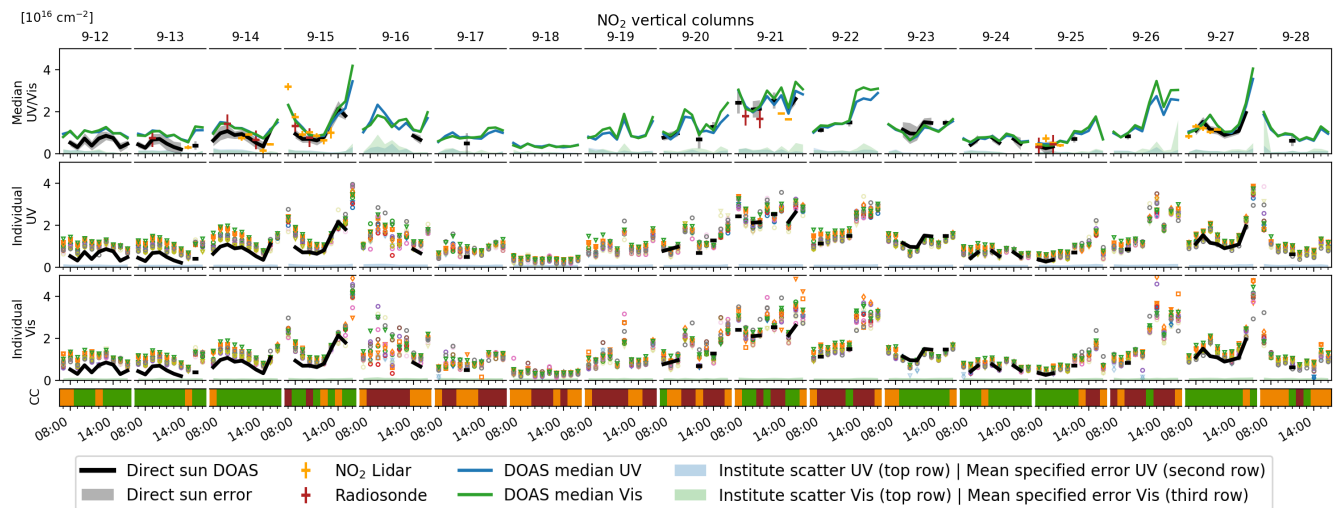 [10¹⁶ cm⁻²]
NO₂ vertical columns
9-12 9-13 9-14 9-15 9-16 9-17 9-18 9-19 9-20 9-21 9-22 9-23 9-24 9-25 9-26 9-27 9-28
Median
UV/Vis
4
2
0
Individual
UV
4
2
0
Individual
Vis
4
2
0
CC
08:00 14:00 08:00 14:00 08:00 14:00 08:00 14:00 08:00 14:00 08:00 14:00 08:00 14:00 08:00 14:00 08:00 14:00 08:00 14:00 08:00 14:00 08:00 14:00 08:00 14:00 08:00 14:00 08:00 14:00 08:00 14:00 08:00 14:00
Direct sun DOAS
Direct sun error
NO₂ Lidar
Radiosonde
DOAS median UV
DOAS median Vis
Institute scatter UV (top row) | Mean specified error UV (second row)
Institute scatter Vis (top row) | Mean specified error Vis (third row)